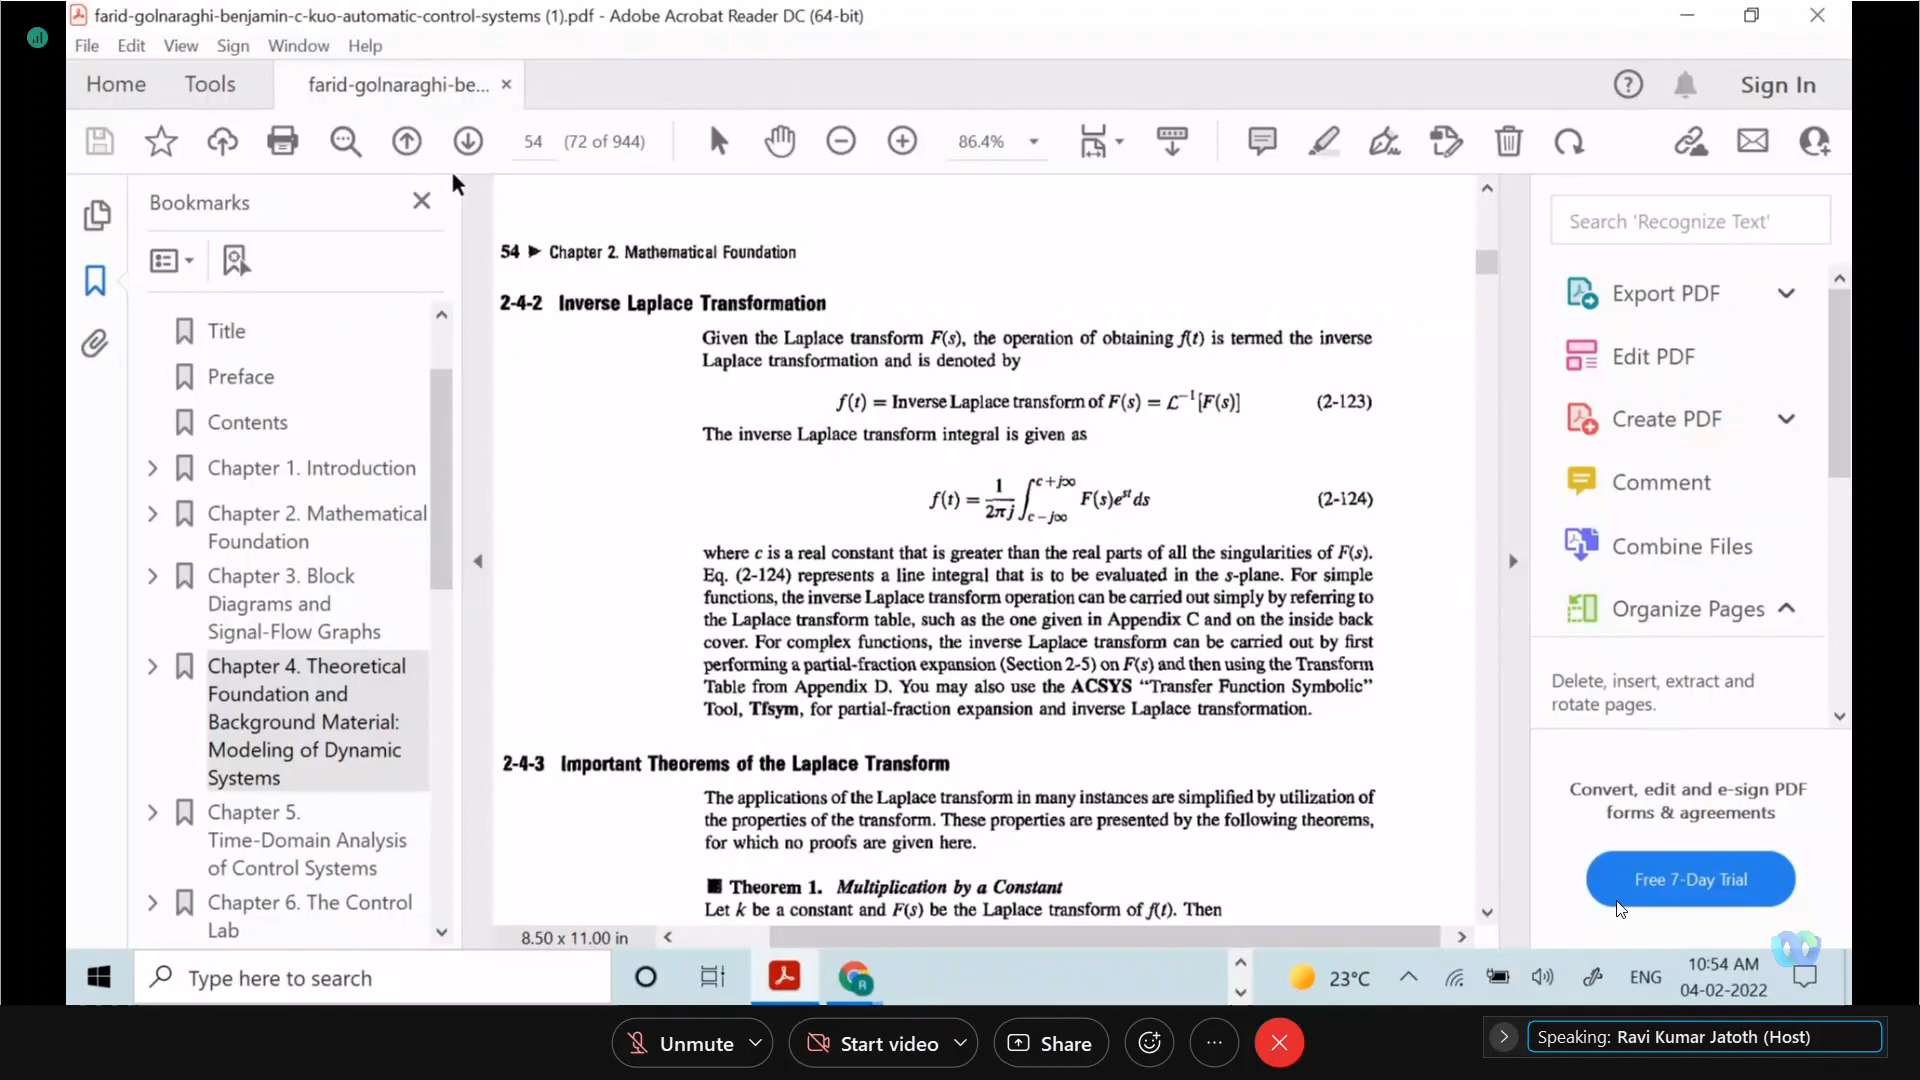 farid-golnaraghi-benjamin-c-kuo-automatic-control-systems (1).pdf - Adobe Acrobat Reader DC (64-bit)
File Edit View Sign Window Help
Home Tools farid-golnaraghi-be... × Sign In
54 (72 of 944) 86.4%
Bookmarks
Title
Preface
Contents
Chapter 1. Introduction
Chapter 2. Mathematical
Foundation
Chapter 3. Block
Diagrams and
Signal-Flow Graphs
Chapter 4. Theoretical
Foundation and
Background Material:
Modeling of Dynamic
Systems
Chapter 5.
Time-Domain Analysis
of Control Systems
Chapter 6. The Control
Lab
54 ► Chapter 2. Mathematical Foundation
2-4-2 Inverse Laplace Transformation
Given the Laplace transform F(s), the operation of obtaining f(t) is termed the inverse
Laplace transformation and is denoted by
f(t) = Inverse Laplace transform of F(s) = ℒ⁻¹[F(s)] (2-123)
The inverse Laplace transform integral is given as
f(t) = 1/2πj ∫_{c−j∞}^{c+j∞} F(s)e^{st} ds (2-124)
where c is a real constant that is greater than the real parts of all the singularities of F(s).
Eq. (2-124) represents a line integral that is to be evaluated in the s-plane. For simple
functions, the inverse Laplace transform operation can be carried out simply by referring to
the Laplace transform table, such as the one given in Appendix C and on the inside back
cover. For complex functions, the inverse Laplace transform can be carried out by first
performing a partial-fraction expansion (Section 2-5) on F(s) and then using the Transform
Table from Appendix D. You may also use the ACSYS “Transfer Function Symbolic”
Tool, Tfsym, for partial-fraction expansion and inverse Laplace transformation.
2-4-3 Important Theorems of the Laplace Transform
The applications of the Laplace transform in many instances are simplified by utilization of
the properties of the transform. These properties are presented by the following theorems,
for which no proofs are given here.
■ Theorem 1. Multiplication by a Constant
Let k be a constant and F(s) be the Laplace transform of f(t). Then
8.50 x 11.00 in
Search 'Recognize Text'
Export PDF
Edit PDF
Create PDF
Comment
Combine Files
Organize Pages
Delete, insert, extract and
rotate pages.
Convert, edit and e-sign PDF
forms & agreements
Free 7-Day Trial
Type here to search
R
23°C
ENG
10:54 AM
04-02-2022
Unmute
Start video
Share
Speaking: Ravi Kumar Jatoth (Host)